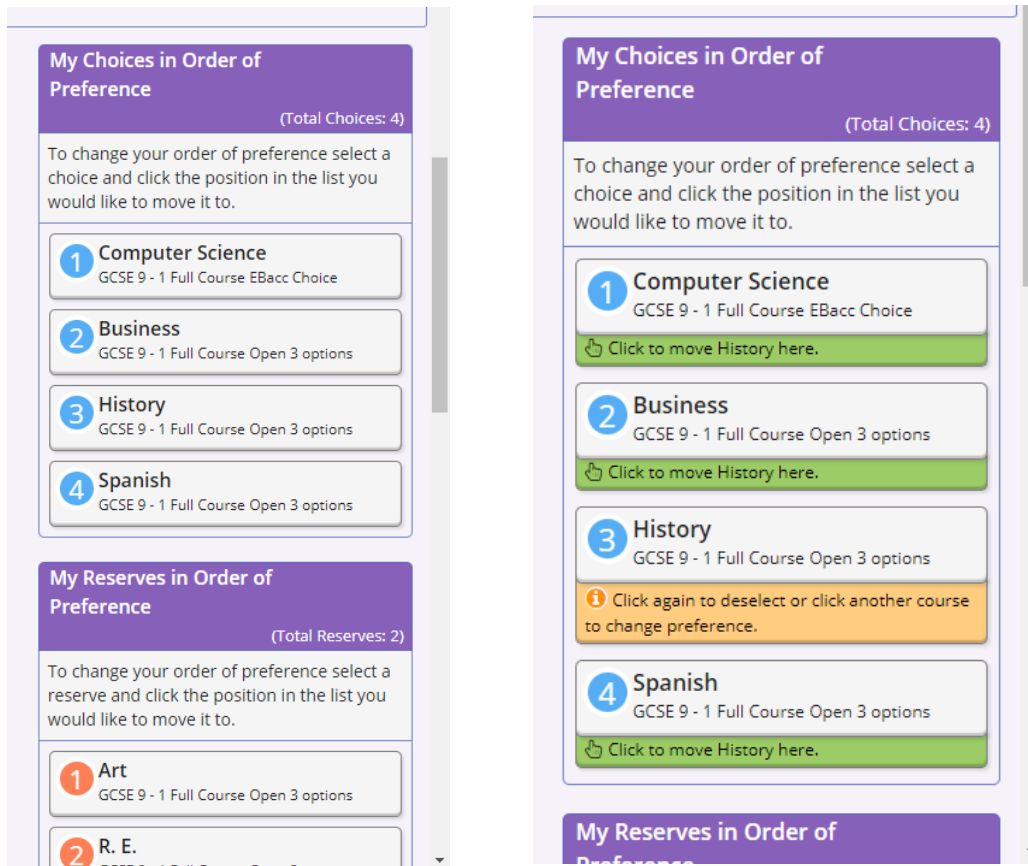 My Choices in Order of
Preference
(Total Choices: 4)
To change your order of preference select a
choice and click the position in the list you
would like to move it to.
1 Computer Science
GCSE 9 - 1 Full Course EBacc Choice
2 Business
GCSE 9 - 1 Full Course Open 3 options
3 History
GCSE 9 - 1 Full Course Open 3 options
4 Spanish
GCSE 9 - 1 Full Course Open 3 options
My Reserves in Order of
Preference
(Total Reserves: 2)
To change your order of preference select a
reserve and click the position in the list you
would like to move it to.
1 Art
GCSE 9 - 1 Full Course Open 3 options
2 R. E.
My Choices in Order of
Preference
(Total Choices: 4)
To change your order of preference select a
choice and click the position in the list you
would like to move it to.
1 Computer Science
GCSE 9 - 1 Full Course EBacc Choice
Click to move History here.
2 Business
GCSE 9 - 1 Full Course Open 3 options
Click to move History here.
3 History
GCSE 9 - 1 Full Course Open 3 options
Click again to deselect or click another course
to change preference.
4 Spanish
GCSE 9 - 1 Full Course Open 3 options
Click to move History here.
My Reserves in Order of
Preference